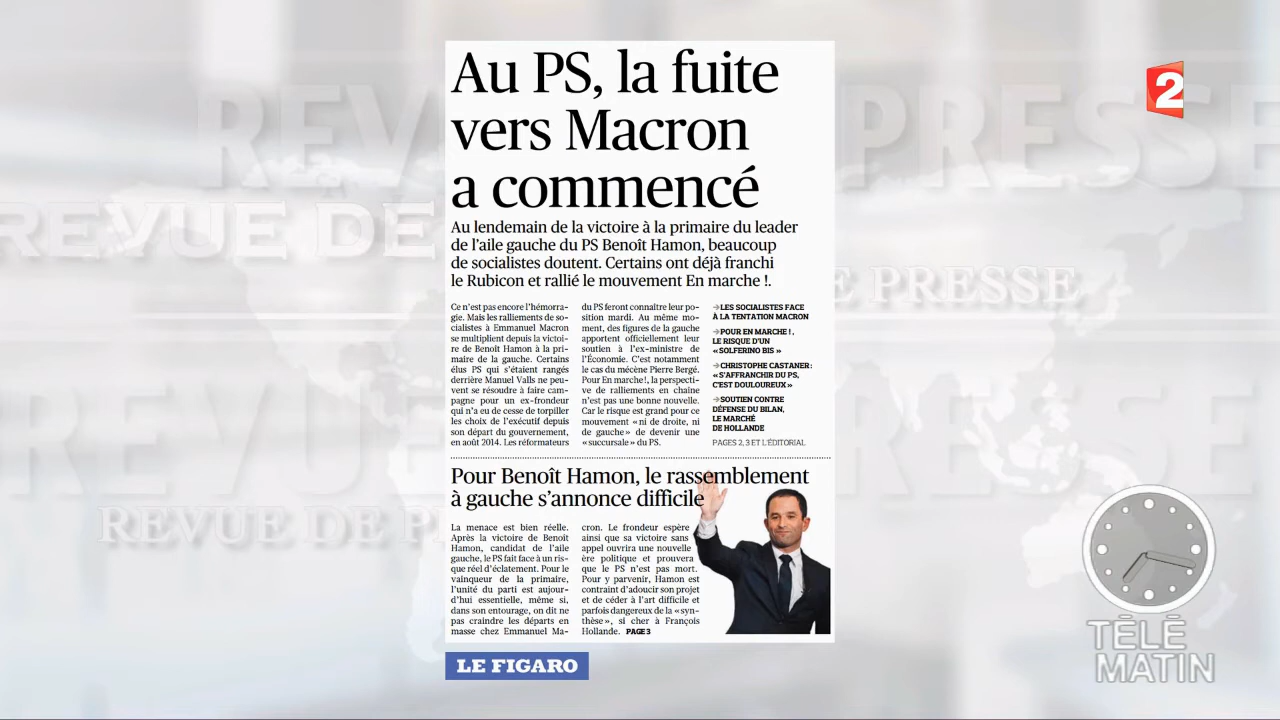 Au PS, la fuite
vers Macron
a commencé
Au lendemain de la victoire à la primaire du leader
de l'aile gauche du PS Benoît Hamon, beaucoup
de socialistes doutent. Certains ont déjà franchi
le Rubicon et rallié le mouvement En marche !.
Ce n'est pas encore l'hémorra-
gie. Mais les ralliements de so-
cialistes à Emmanuel Macron
se multiplient depuis la victoi-
re de Benoît Hamon à la pri-
maire de la gauche. Certains
élus PS qui s'étaient rangés
derrière Manuel Valls ne peu-
vent se résoudre à faire cam-
pagne pour un ex-frondeur
qui n'a eu de cesse de torpiller
les choix de l'exécutif depuis
son départ du gouvernement,
en août 2014. Les réformateurs
du PS feront connaître leur po-
sition mardi. Au même mo-
ment, des figures de la gauche
apportent officiellement leur
soutien à l'ex-ministre de
l'Économie. C'est notamment
le cas du mécène Pierre Bergé.
Pour En marche!, la perspecti-
ve de ralliements en chaîne
n'est pas une bonne nouvelle.
Car le risque est grand pour ce
mouvement « ni de droite, ni
de gauche » de devenir une
« succursale » du PS.
→LES SOCIALISTES FACE
À LA TENTATION MACRON
→POUR EN MARCHE ! ,
LE RISQUE D'UN
« SOLFERINO BIS »
→CHRISTOPHE CASTANER :
« S'AFFRANCHIR DU PS,
C'EST DOULOUREUX »
→SOUTIEN CONTRE
DÉFENSE DU BILAN,
LE MARCHÉ
DE HOLLANDE
PAGES 2, 3 ET L'ÉDITORIAL
Pour Benoît Hamon, le rassemblement
à gauche s'annonce difficile
La menace est bien réelle.
Après la victoire de Benoît
Hamon, candidat de l'aile
gauche, le PS fait face à un ris-
que réel d'éclatement. Pour le
vainqueur de la primaire,
l'unité du parti est aujour-
d'hui essentielle, même si,
dans son entourage, on dit ne
pas craindre les départs en
masse chez Emmanuel Ma-
cron. Le frondeur espère
ainsi que sa victoire sans
appel ouvrira une nouvelle
ère politique et prouvera
que le PS n'est pas mort.
Pour y parvenir, Hamon est
contraint d'adoucir son projet
et de céder à l'art difficile et
parfois dangereux de la « syn-
thèse », si cher à François
Hollande. PAGE 3
LE FIGARO
2
TÉLÉ
MATIN
REVUE DE PRESSE
REVUE DE
DE PRESSE
REVUE DE P